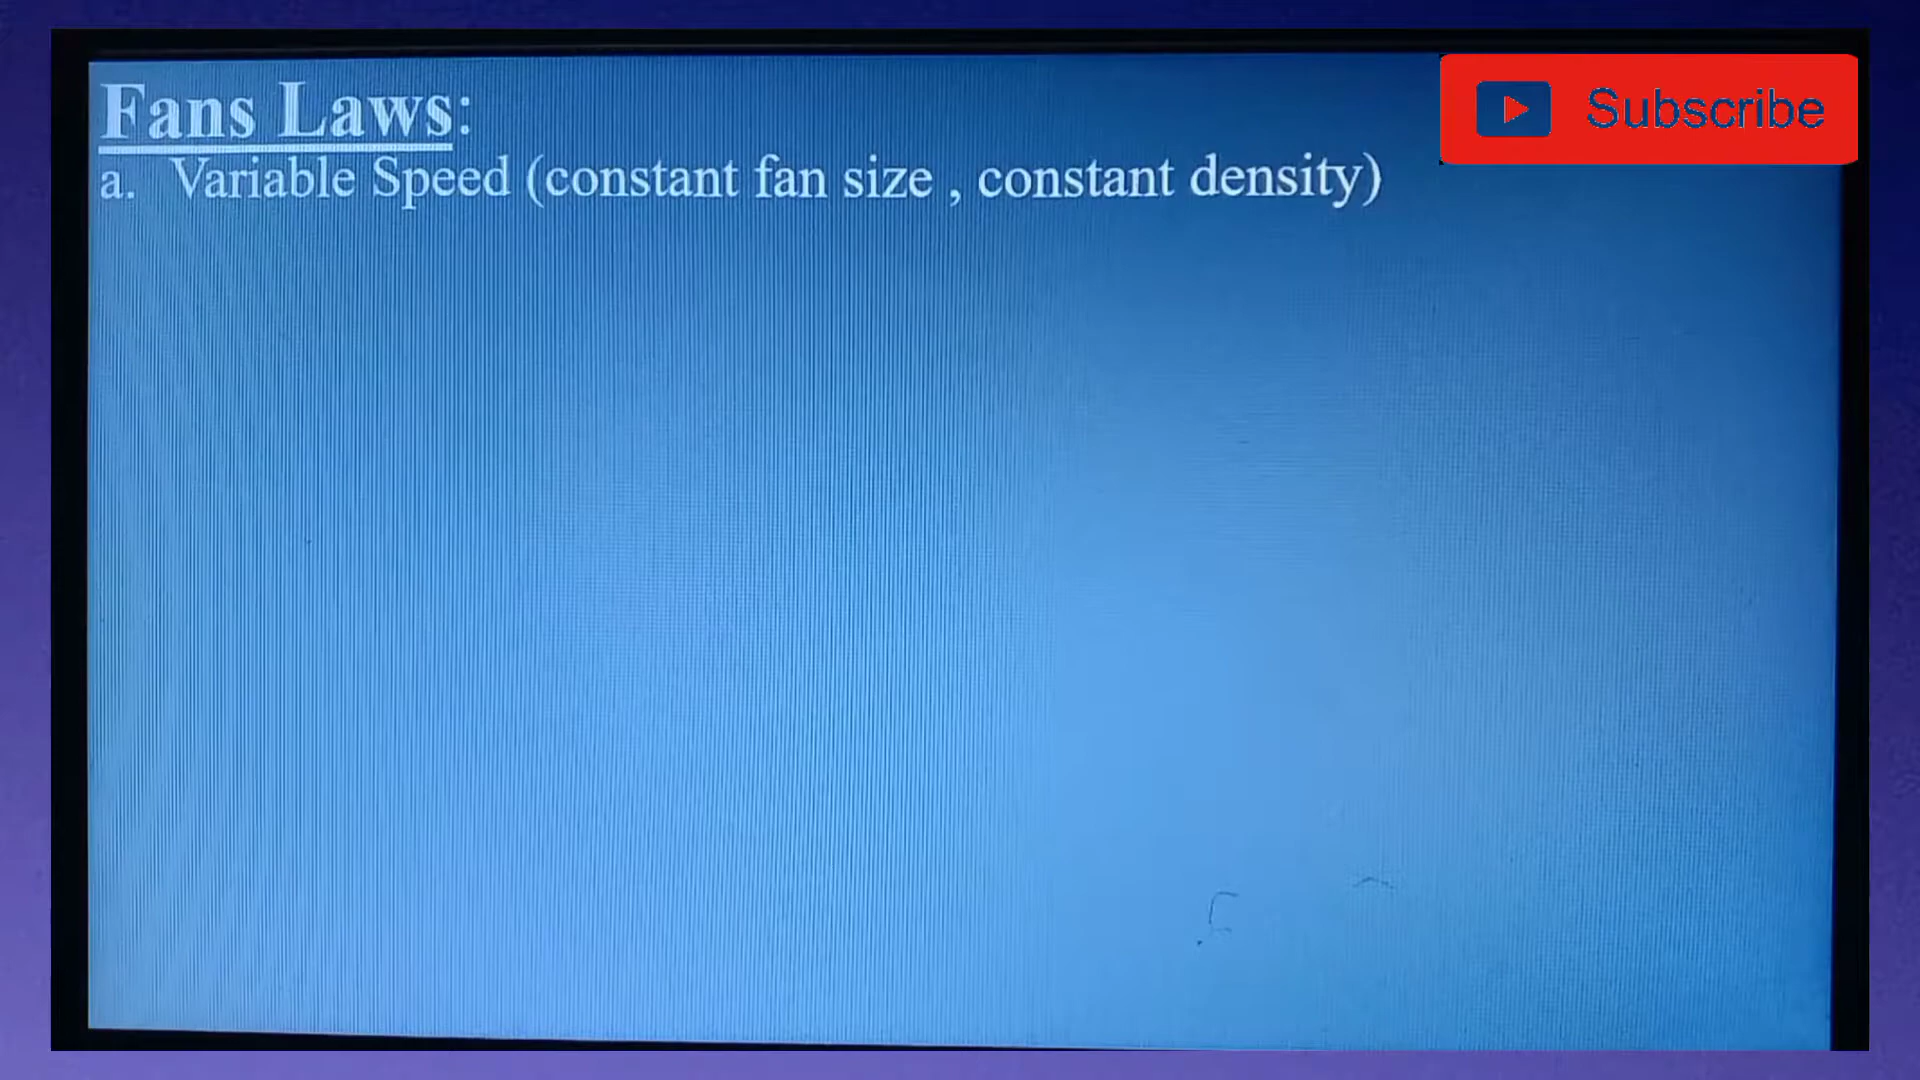 Fans Laws:
Subscribe
a. Variable Speed (constant fan size , constant density)